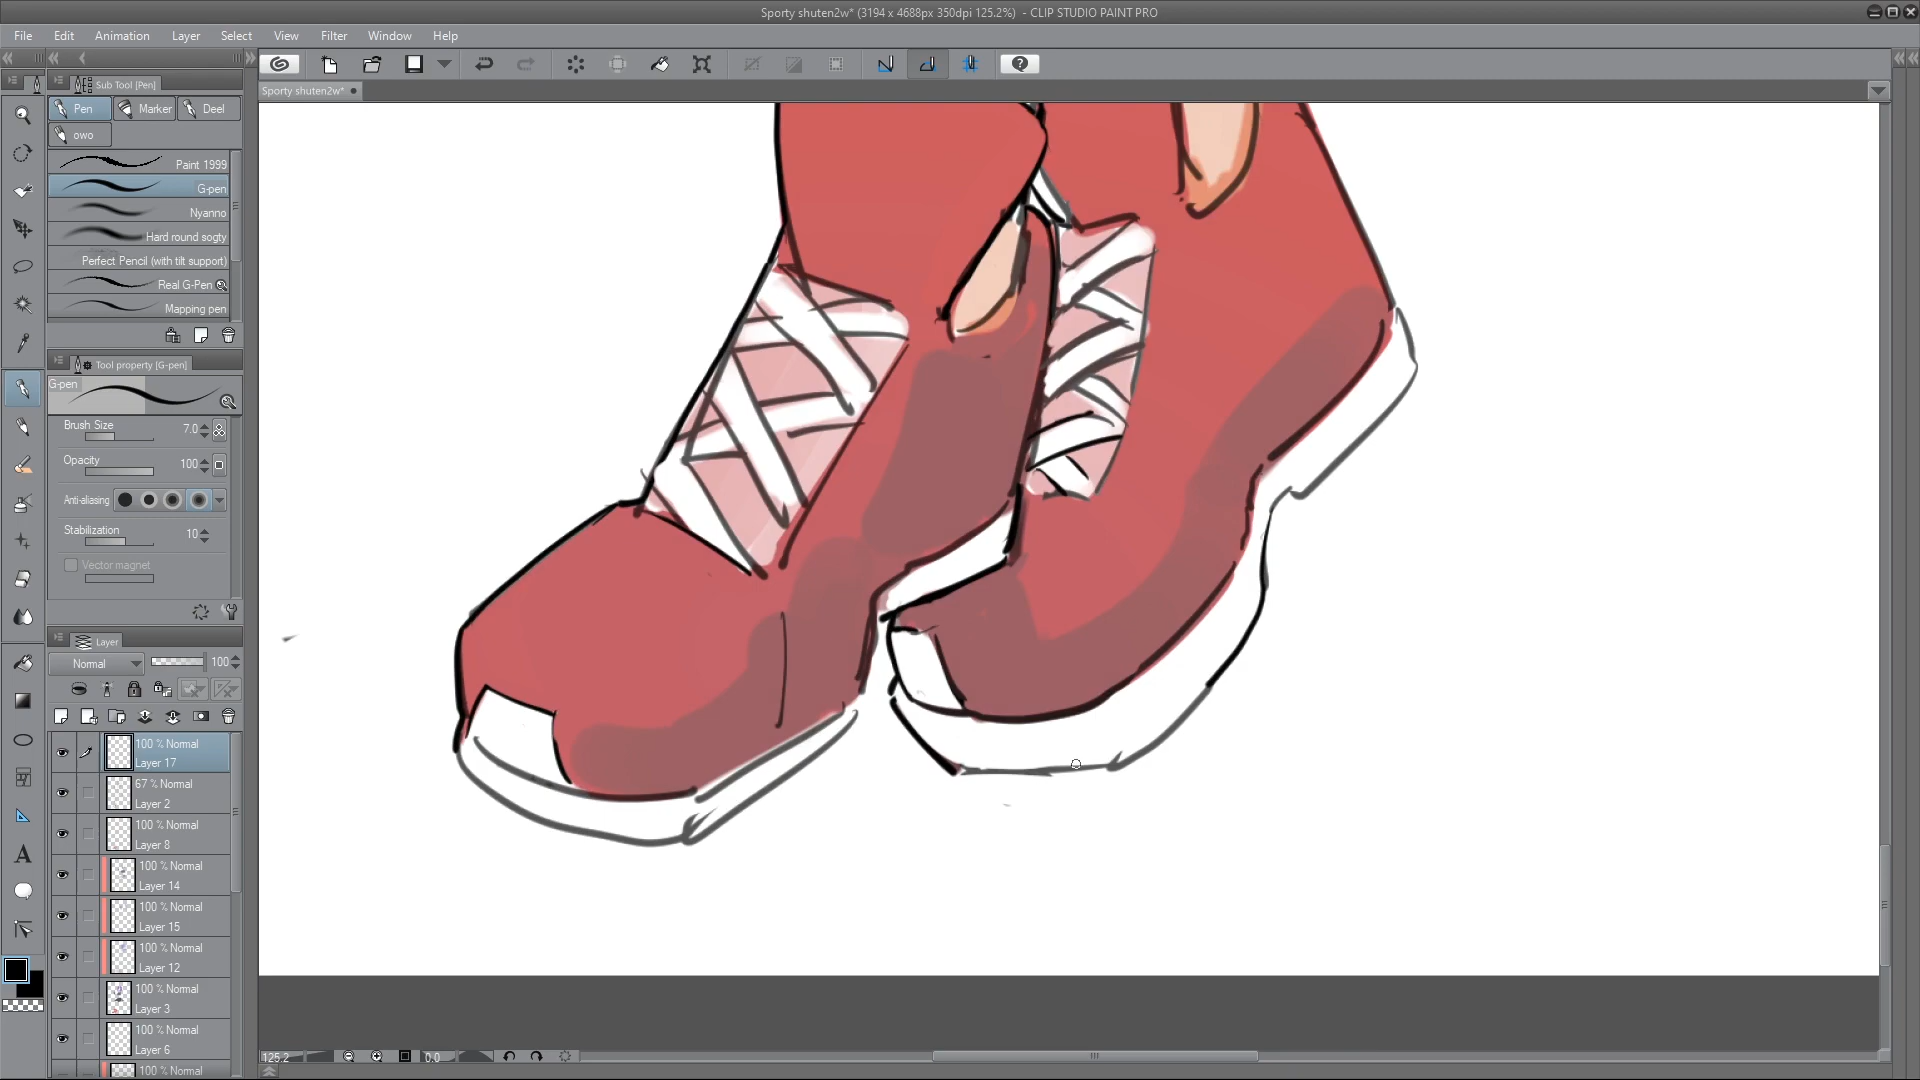 Sporty shuten2w* (3194 x 4688px 350dpi 125.2%)  - CLIP STUDIO PAINT PRO
File Edit Animation Layer Select View Filter Window Help
Sub Tool [Pen]
Sporty shuten2w*
Pen Marker Deel
owo
Paint 1999
G-pen
Nyanno
Hard round sogty
Perfect Pencil (with tilt support)
Real G-Pen
Mapping pen
Tool property [G-pen]
G-pen
Brush Size 7.0
Opacity 100
Anti-aliasing
Stabilization 10
Vector magnet
Layer
Normal 100
100 % Normal
Layer 17
67 % Normal
Layer 2
100 % Normal
Layer 8
100 % Normal
Layer 14
100 % Normal
Layer 15
100 % Normal
Layer 12
100 % Normal
Layer 3
100 % Normal
Layer 6
100 % Normal
125.2 0.0